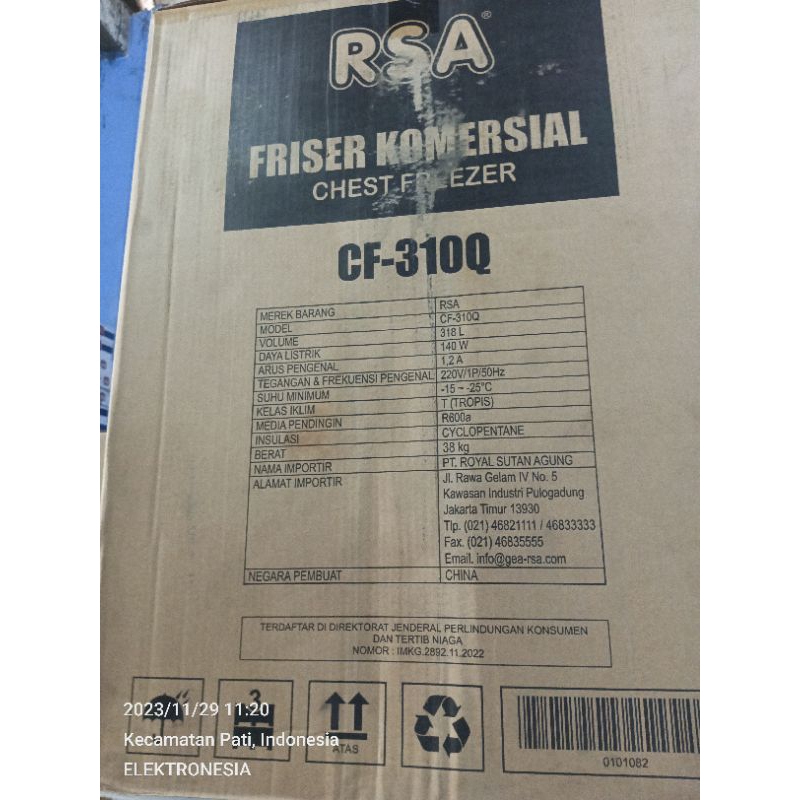 RSA®
FRISER KOMERSIAL
CHEST FREEZER
CF-310Q
MEREK BARANG RSA
MODEL CF-310Q
VOLUME 318 L
DAYA LISTRIK 140 W
ARUS PENGENAL 1,2 A
TEGANGAN & FREKUENSI PENGENAL 220V/1P/50Hz
SUHU MINIMUM -15 ~ -25°C
KELAS IKLIM T (TROPIS)
MEDIA PENDINGIN R600a
INSULASI CYCLOPENTANE
BERAT 38 kg
NAMA IMPORTIR PT. ROYAL SUTAN AGUNG
ALAMAT IMPORTIR Jl. Rawa Gelam IV No. 5
Kawasan Industri Pulogadung
Jakarta Timur 13930
Tlp. (021) 46821111 / 46833333
Fax. (021) 46835555
Email. info@gea-rsa.com
NEGARA PEMBUAT CHINA
TERDAFTAR DI DIREKTORAT JENDERAL PERLINDUNGAN KONSUMEN
DAN TERTIB NIAGA
NOMOR : IMKG.2892.11.2022
3
ATAS
0101082
2023/11/29 11:20
Kecamatan Pati, Indonesia
ELEKTRONESIA